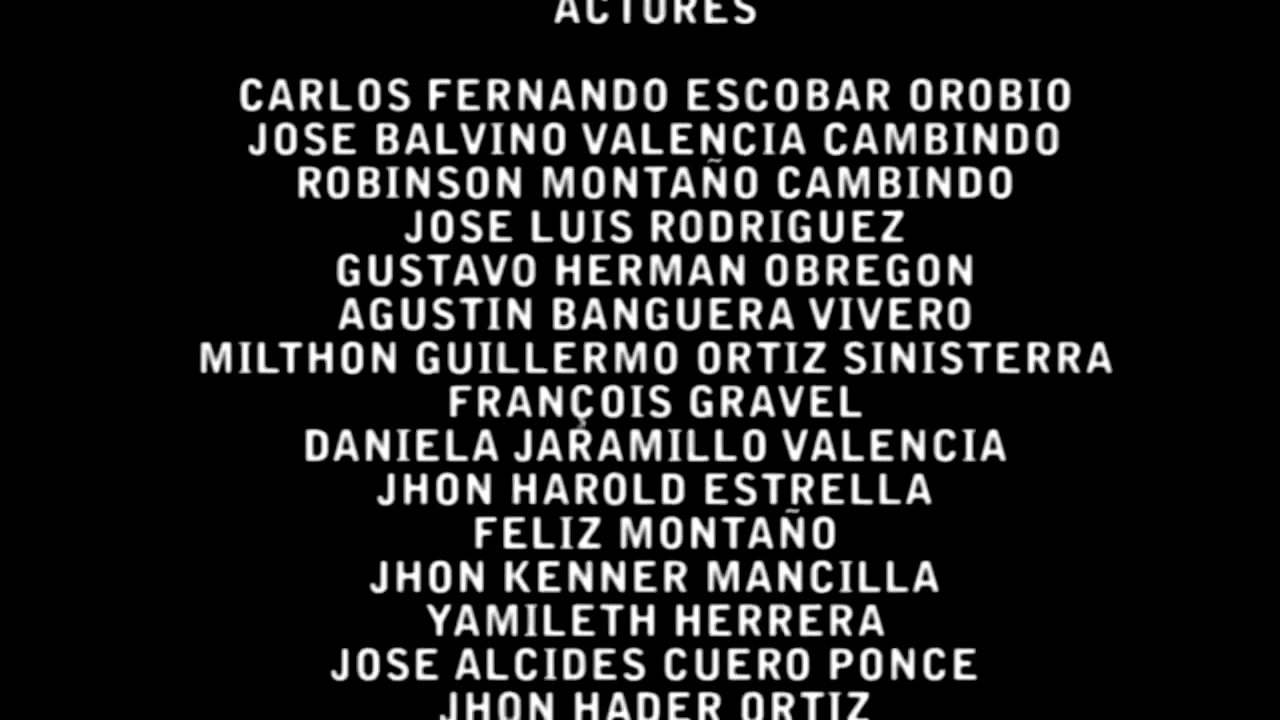 ACTORES
CARLOS FERNANDO ESCOBAR OROBIO
JOSE BALVINO VALENCIA CAMBINDO
ROBINSON MONTAÑO CAMBINDO
JOSE LUIS RODRIGUEZ
GUSTAVO HERMAN OBREGON
AGUSTIN BANGUERA VIVERO
MILTHON GUILLERMO ORTIZ SINISTERRA
FRANÇOIS GRAVEL
DANIELA JARAMILLO VALENCIA
JHON HAROLD ESTRELLA
FELIZ MONTAÑO
JHON KENNER MANCILLA
YAMILETH HERRERA
JOSE ALCIDES CUERO PONCE
JHON HADER ORTIZ